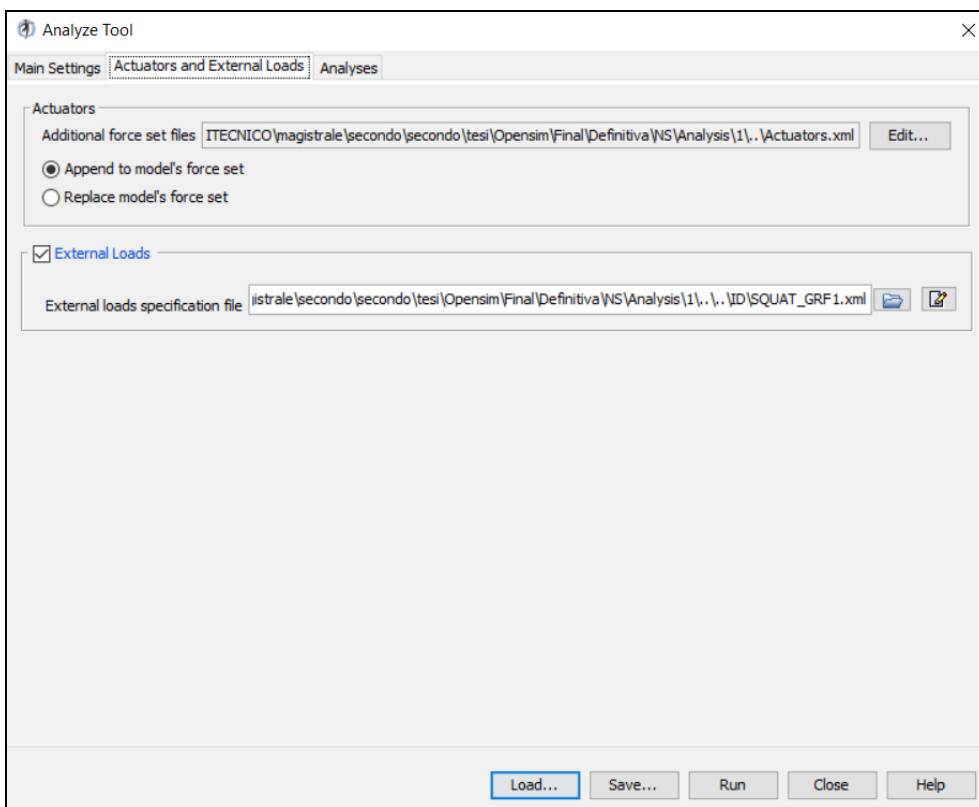 Analyze Tool
Main Settings Actuators and External Loads Analyses
Actuators
Additional force set files ITECNICO\magistrale\secondo\secondo\tesi\Opensim\Final\Definitiva\NS\Analysis\1\..\Actuators.xml Edit...
Append to model's force set
Replace model's force set
External Loads
External loads specification file gistrale\secondo\secondo\tesi\Opensim\Final\Definitiva\NS\Analysis\1\..\..\ID\SQUAT_GRF1.xml
Load... Save... Run Close Help